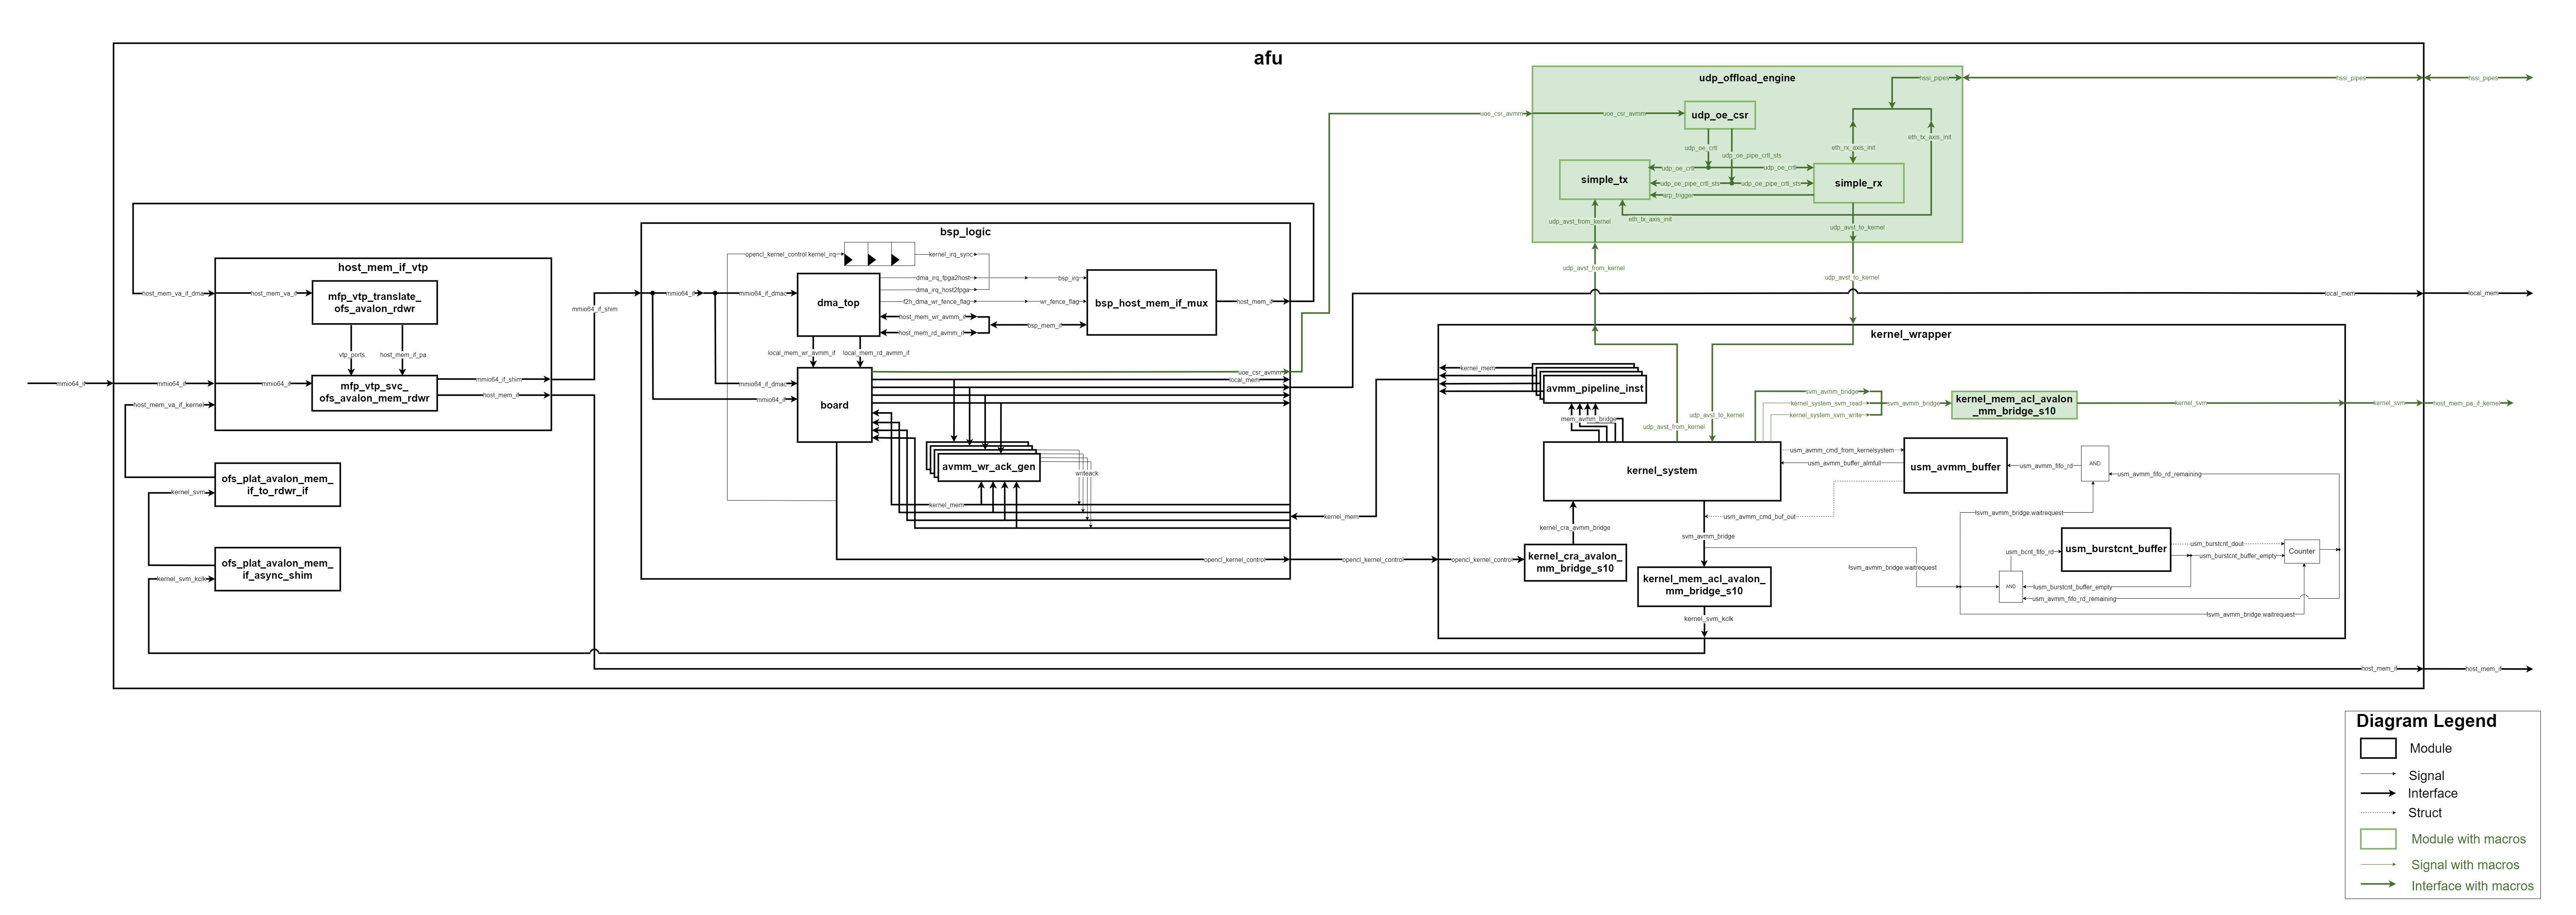 afu
udp_offload_engine
hssi_pipes
hssi_pipes
hssi_pipes
uoe_csr_avmm
uoe_csr_avmm
udp_oe_csr
eth_rx_axis_init
eth_tx_axis_init
udp_oe_crtl
udp_oe_pipe_crtl_sts
simple_tx
udp_oe_crtl
udp_oe_crtl
udp_oe_pipe_crtl_sts
udp_oe_pipe_crtl_sts
arp_trigger
simple_rx
udp_avst_from_kernel
eth_tx_axis_init
udp_avst_to_kernel
udp_avst_from_kernel
udp_avst_to_kernel
host_mem_if_vtp
host_mem_va_if_dma
host_mem_va_if
mfp_vtp_translate_
ofs_avalon_rdwr
vtp_ports
host_mem_if_pa
mmio64_if
mmio64_if
mmio64_if
mfp_vtp_svc_
ofs_avalon_mem_rdwr
mmio64_if_shim
host_mem_if
mmio64_if_shim
host_mem_va_if_kernel
ofs_plat_avalon_mem_
if_to_rdwr_if
kernel_svm
ofs_plat_avalon_mem_
if_async_shim
kernel_svm_kclk
bsp_logic
opencl_kernel_control.kernel_irq
kernel_irq_sync
mmio64_if
mmio64_if_dmac
dma_top
dma_irq_fpga2host
dma_irq_host2fpga
f2h_dma_wr_fence_flag
host_mem_wr_avmm_if
host_mem_rd_avmm_if
bsp_irq
wr_fence_flag
bsp_mem_if
bsp_host_mem_if_mux
host_mem_if
local_mem_wr_avmm_if
local_mem_rd_avmm_if
mmio64_if_dmac
mmio64_if
board
uoe_csr_avmm
local_mem
avmm_wr_ack_gen
writeack
kernel_mem
opencl_kernel_control
opencl_kernel_control
opencl_kernel_control
kernel_mem
local_mem
local_mem
kernel_wrapper
kernel_mem
avmm_pipeline_inst
mem_avmm_bridge
udp_avst_to_kernel
udp_avst_from_kernel
svm_avmm_bridge
kernel_system_svm_read
kernel_system_svm_write
svm_avmm_bridge
kernel_mem_acl_avalon
_mm_bridge_s10
kernel_svm
kernel_svm
host_mem_pa_if_kernel
kernel_system
usm_avmm_cmd_from_kernelsystem
usm_avmm_buffer_almfull
usm_avmm_buffer
usm_avmm_fifo_rd
AND
usm_avmm_fifo_rd_remaining
usm_avmm_cmd_buf_out
!svm_avmm_bridge.waitrequest
kernel_cra_avmm_bridge
svm_avmm_bridge
kernel_cra_avalon_
mm_bridge_s10
kernel_mem_acl_avalon_
mm_bridge_s10
kernel_svm_kclk
!svm_avmm_bridge.waitrequest
usm_bcnt_fifo_rd
usm_burstcnt_buffer
usm_burstcnt_dout
usm_burstcnt_buffer_empty
Counter
AND
!usm_burstcnt_buffer_empty
usm_avmm_fifo_rd_remaining
!svm_avmm_bridge.waitrequest
host_mem_if
host_mem_if
Diagram Legend
Module
Signal
Interface
Struct
Module with macros
Signal with macros
Interface with macros